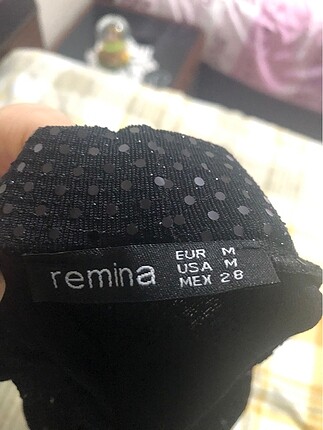 remina
EUR M
USA M
MEX 28